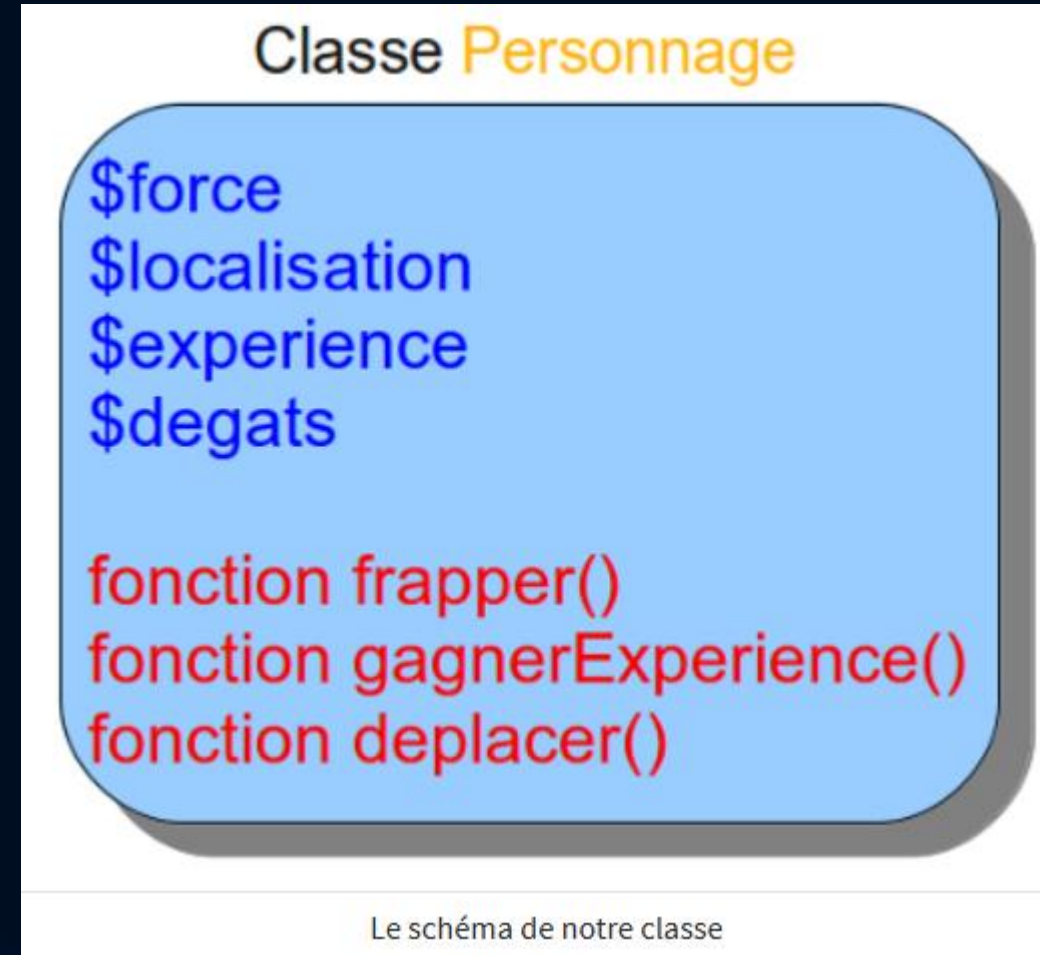 Classe Personnage
$force
$localisation
$experience
$degats
fonction frapper()
fonction gagnerExperience()
fonction deplacer()
Le schéma de notre classe